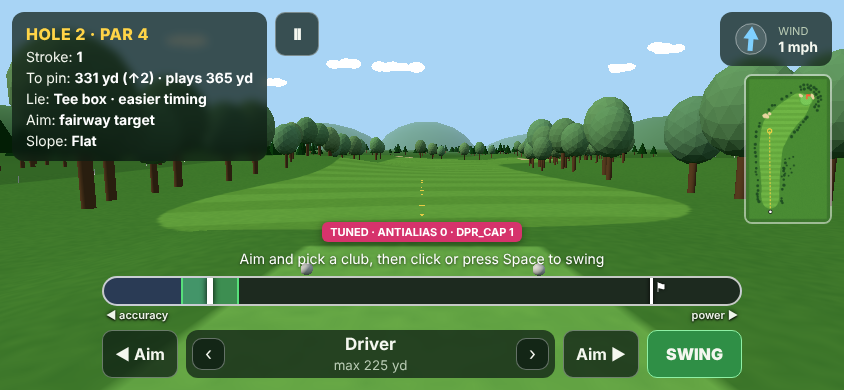 HOLE 2 · PAR 4
Stroke: 1
To pin: 331 yd (↑2) · plays 365 yd
Lie: Tee box · easier timing
Aim: fairway target
Slope: Flat
WIND
1 mph
TUNED · ANTIALIAS 0 · DPR_CAP 1
Aim and pick a club, then click or press Space to swing
◀ accuracy
power ▶
◀ Aim
‹
Driver
max 225 yd
›
Aim ▶
SWING